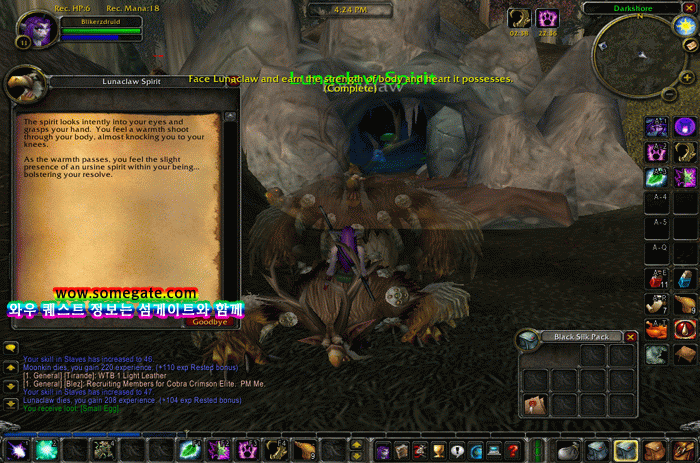 Rec. HP:6 Rec. Mana:18
Blikerzdruid
11
4:24 PM
02:38 22:36
Darkshore
Lunaclaw Spirit
Face Lunaclaw and earn the strength of body and heart it possesses.
(Complete)
The spirit looks intently into your eyes and
grasps your hand. You feel a warmth shoot
through your body, almost knocking you to your
knees.
As the warmth passes, you feel the slight
presence of an ursine spirit within your being...
bolstering your resolve.
wow.somegate.com
와우 퀘스트 정보는 섬게이트와 함께
Goodbye
A-4
A-5
A-Q
Black Silk Pack
Your skill in Staves has increased to 46.
Moonkin dies, you gain 220 experience. (+110 exp Rested bonus)
[1. General] [Tirande]: WTB 1 Light Leather
[1. General] [Blez]: Recruiting Members for Cobra Crimson Elite. PM Me.
Your skill in Staves has increased to 47.
Lunaclaw dies, you gain 208 experience. (+104 exp Rested bonus)
You receive loot: [Small Egg].